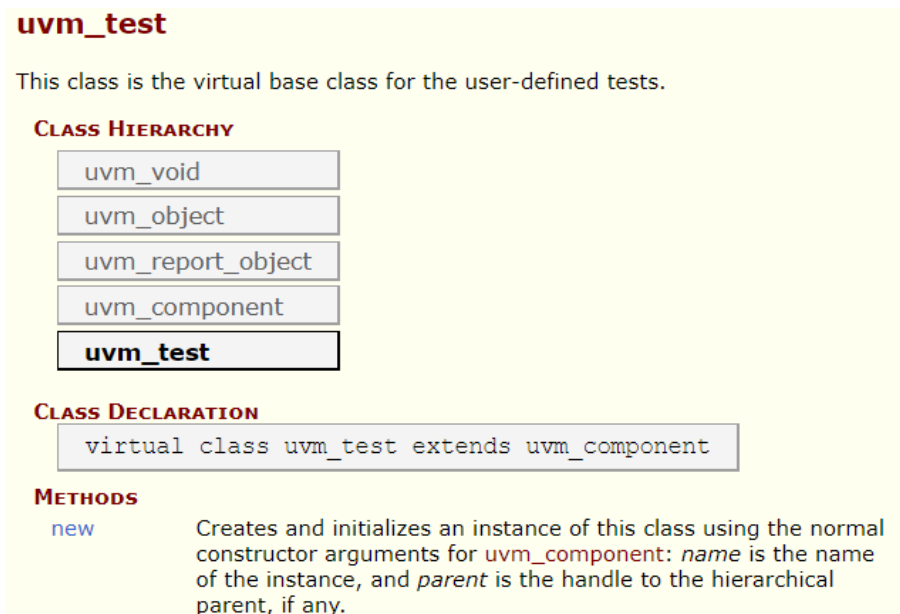 uvm_test
This class is the virtual base class for the user-defined tests.
CLASS HIERARCHY
uvm_void
uvm_object
uvm_report_object
uvm_component
uvm_test
CLASS DECLARATION
virtual class uvm_test extends uvm_component
METHODS
new Creates and initializes an instance of this class using the normal
constructor arguments for uvm_component: name is the name
of the instance, and parent is the handle to the hierarchical
parent, if any.